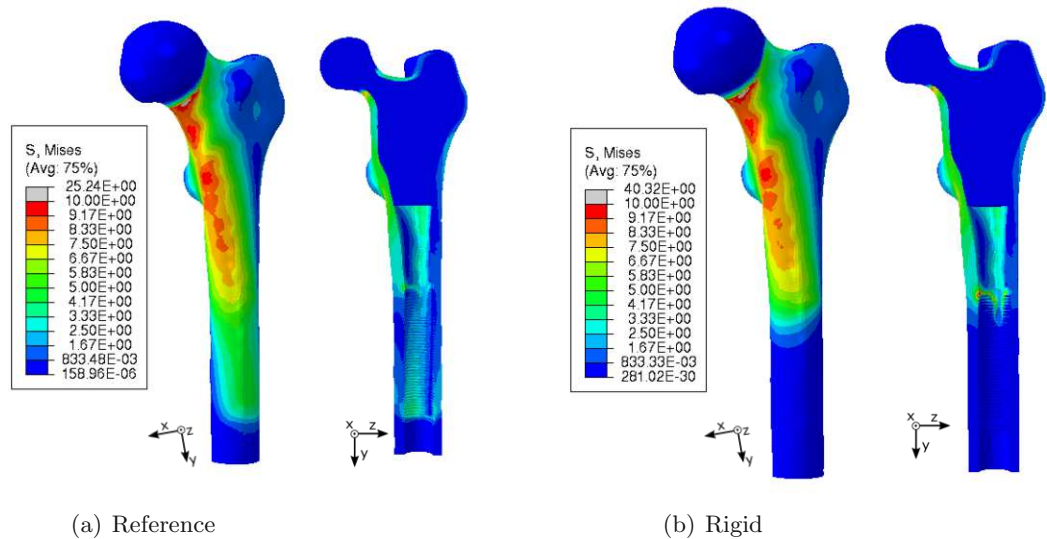 S, Mises
(Avg: 75%)
25.24E+00
10.00E+00
9.17E+00
8.33E+00
7.50E+00
6.67E+00
5.83E+00
5.00E+00
4.17E+00
3.33E+00
2.50E+00
1.67E+00
833.48E-03
158.96E-06
x z
y
x z
y
(a) Reference
S, Mises
(Avg: 75%)
40.32E+00
10.00E+00
9.17E+00
8.33E+00
7.50E+00
6.67E+00
5.83E+00
5.00E+00
4.17E+00
3.33E+00
2.50E+00
1.67E+00
833.33E-03
281.02E-30
x z
y
x z
y
(b) Rigid